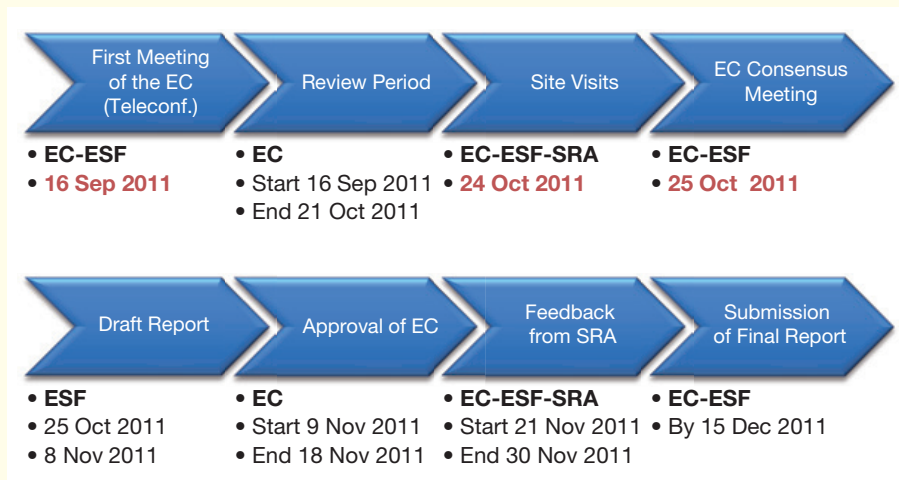 First Meeting
of the EC
(Teleconf.)
• EC-ESF
• 16 Sep 2011
Review Period
• EC
• Start 16 Sep 2011
• End 21 Oct 2011
Site Visits
• EC-ESF-SRA
• 24 Oct 2011
EC Consensus
Meeting
• EC-ESF
• 25 Oct 2011
Draft Report
• ESF
• 25 Oct 2011
• 8 Nov 2011
Approval of EC
• EC
• Start 9 Nov 2011
• End 18 Nov 2011
Feedback
from SRA
• EC-ESF-SRA
• Start 21 Nov 2011
• End 30 Nov 2011
Submission
of Final Report
• EC-ESF
• By 15 Dec 2011